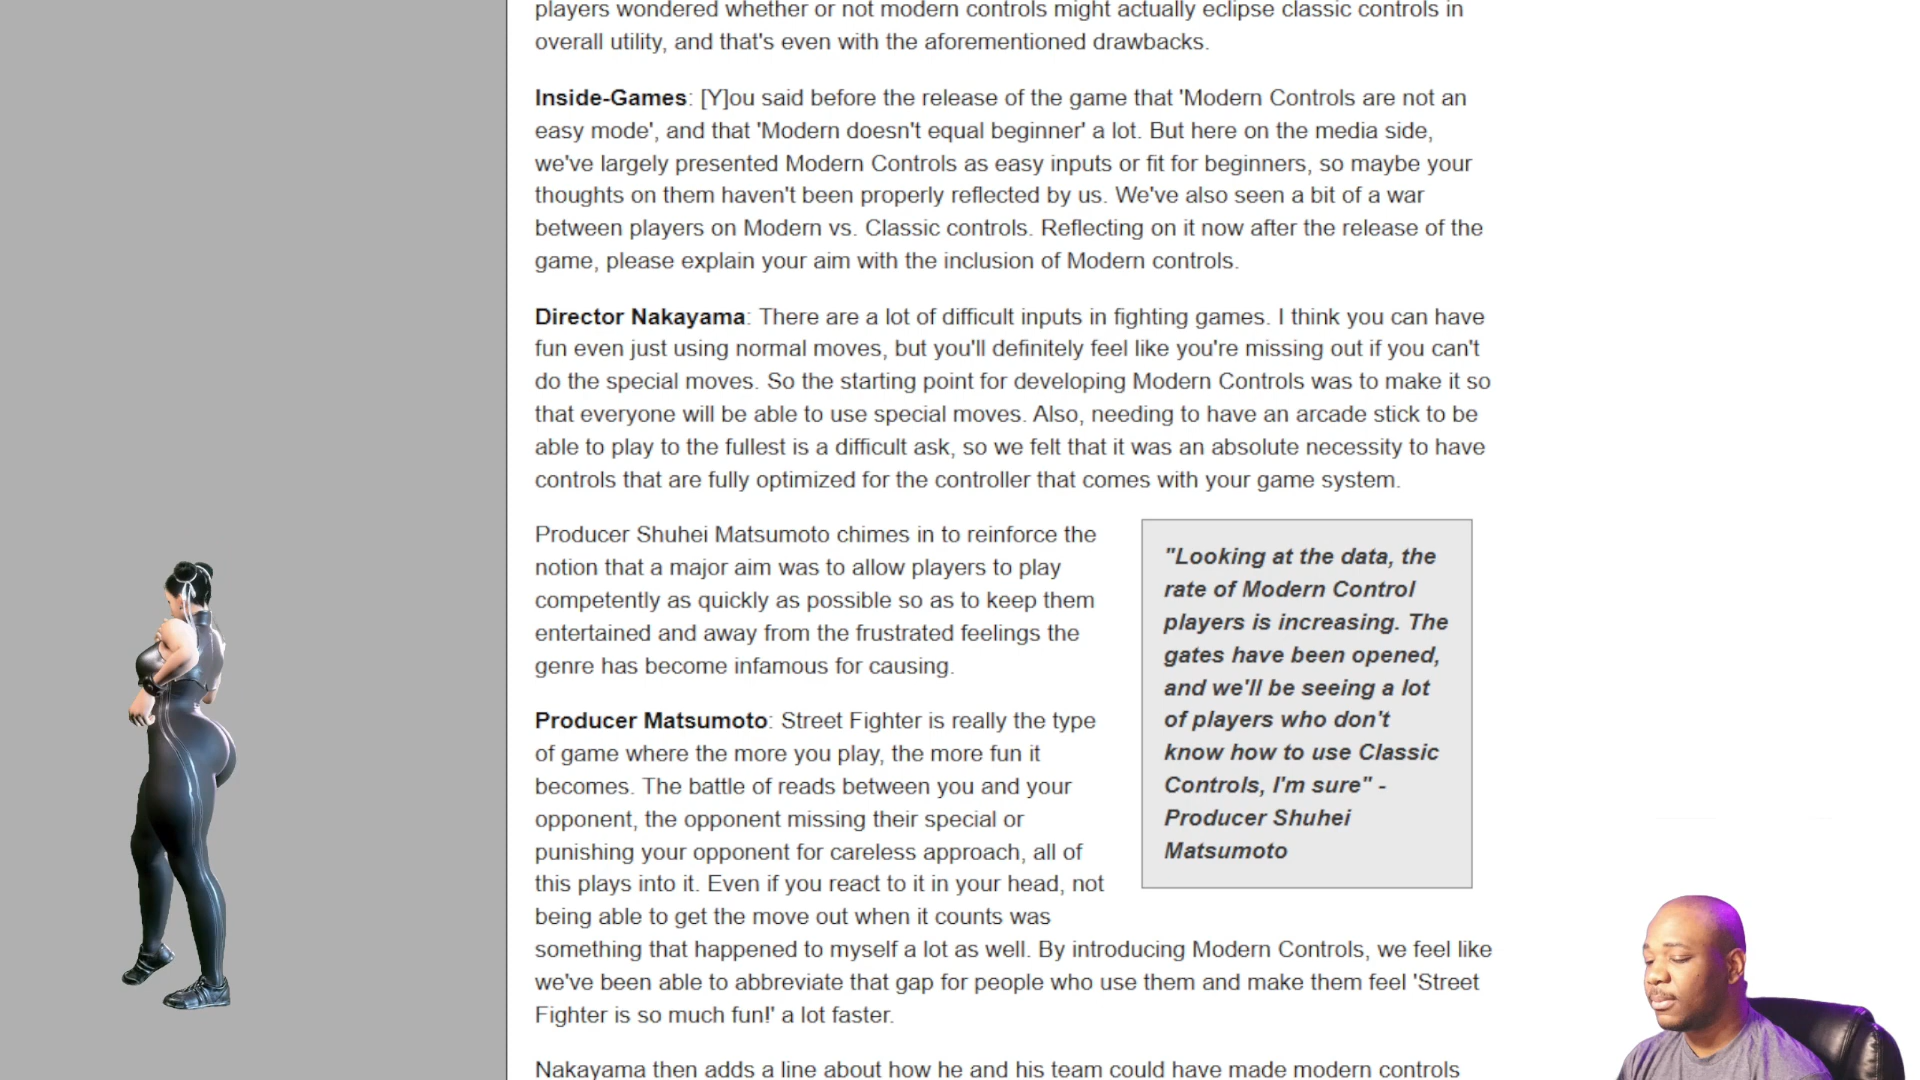 players wondered whether or not modern controls might actually eclipse classic controls in
overall utility, and that's even with the aforementioned drawbacks.
Inside-Games: [Y]ou said before the release of the game that 'Modern Controls are not an
easy mode', and that 'Modern doesn't equal beginner' a lot. But here on the media side,
we've largely presented Modern Controls as easy inputs or fit for beginners, so maybe your
thoughts on them haven't been properly reflected by us. We've also seen a bit of a war
between players on Modern vs. Classic controls. Reflecting on it now after the release of the
game, please explain your aim with the inclusion of Modern controls.
Director Nakayama: There are a lot of difficult inputs in fighting games. I think you can have
fun even just using normal moves, but you'll definitely feel like you're missing out if you can't
do the special moves. So the starting point for developing Modern Controls was to make it so
that everyone will be able to use special moves. Also, needing to have an arcade stick to be
able to play to the fullest is a difficult ask, so we felt that it was an absolute necessity to have
controls that are fully optimized for the controller that comes with your game system.
Producer Shuhei Matsumoto chimes in to reinforce the
notion that a major aim was to allow players to play
competently as quickly as possible so as to keep them
entertained and away from the frustrated feelings the
genre has become infamous for causing.
"Looking at the data, the
rate of Modern Control
players is increasing. The
gates have been opened,
and we'll be seeing a lot
of players who don't
know how to use Classic
Controls, I'm sure" -
Producer Shuhei
Matsumoto
Producer Matsumoto: Street Fighter is really the type
of game where the more you play, the more fun it
becomes. The battle of reads between you and your
opponent, the opponent missing their special or
punishing your opponent for careless approach, all of
this plays into it. Even if you react to it in your head, not
being able to get the move out when it counts was
something that happened to myself a lot as well. By introducing Modern Controls, we feel like
we've been able to abbreviate that gap for people who use them and make them feel 'Street
Fighter is so much fun!' a lot faster.
Nakayama then adds a line about how he and his team could have made modern controls